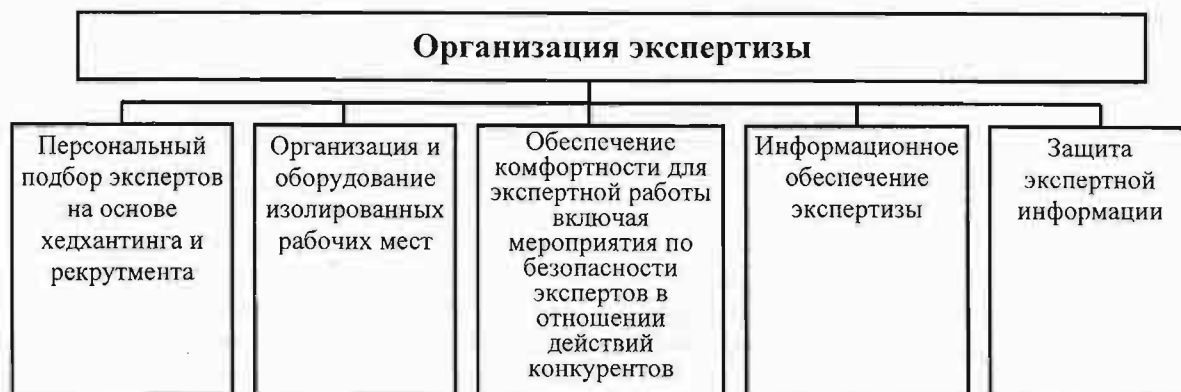 Организация экспертизы
Персональный
подбор экспертов
на основе
хедхантинга и
рекрутмента
Организация и
оборудование
изолированных
рабочих мест
Обеспечение
комфортности для
экспертной работы
включая
мероприятия по
безопасности
экспертов в
отношении
действий
конкурентов
Информационное
обеспечение
экспертизы
Защита
экспертной
информации